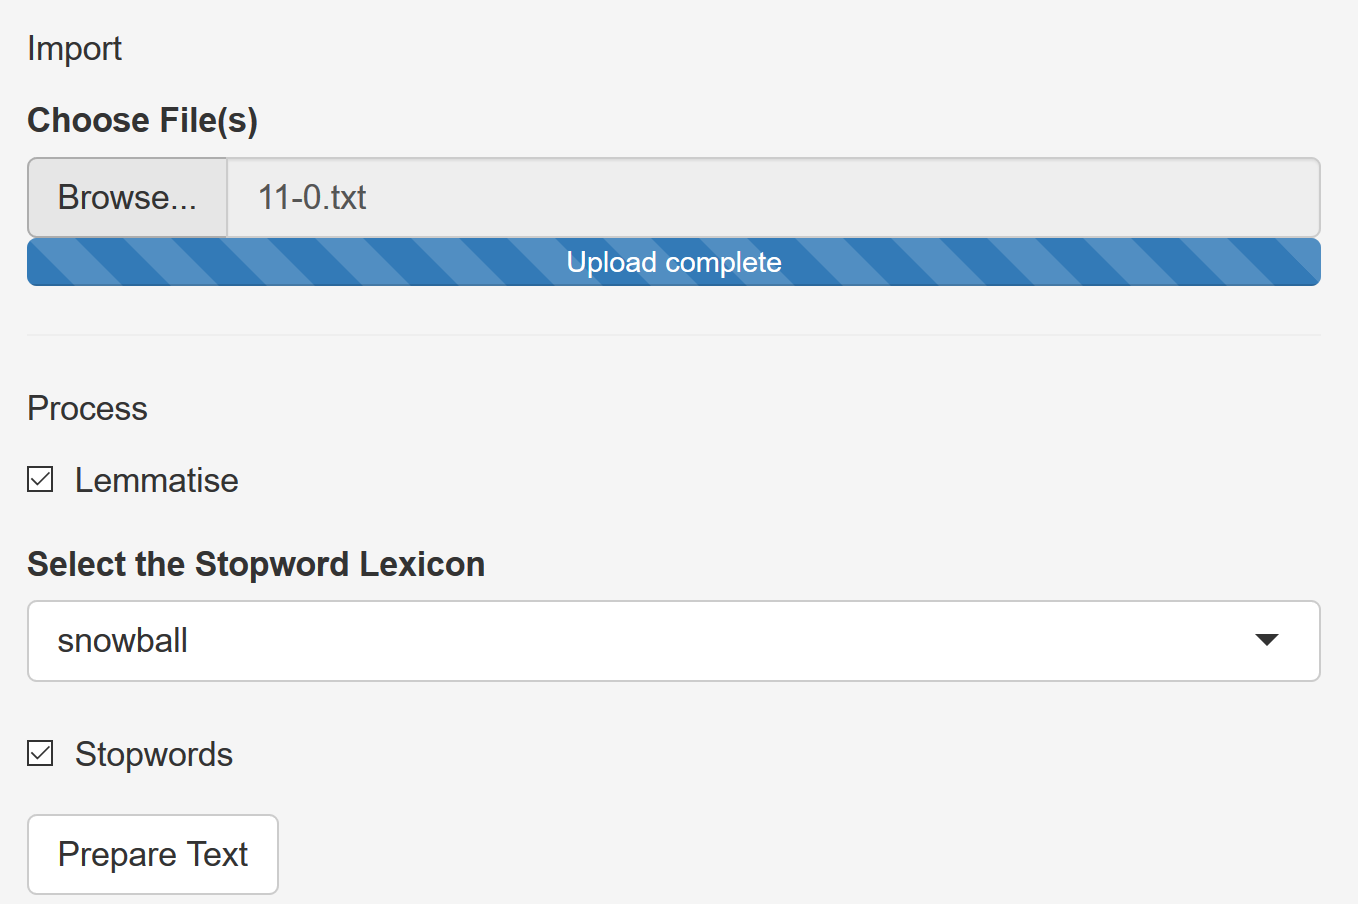 Import
Choose File(s)
Browse... 11-0.txt
Upload complete
Process
Lemmatise
Select the Stopword Lexicon
snowball
Stopwords
Prepare Text